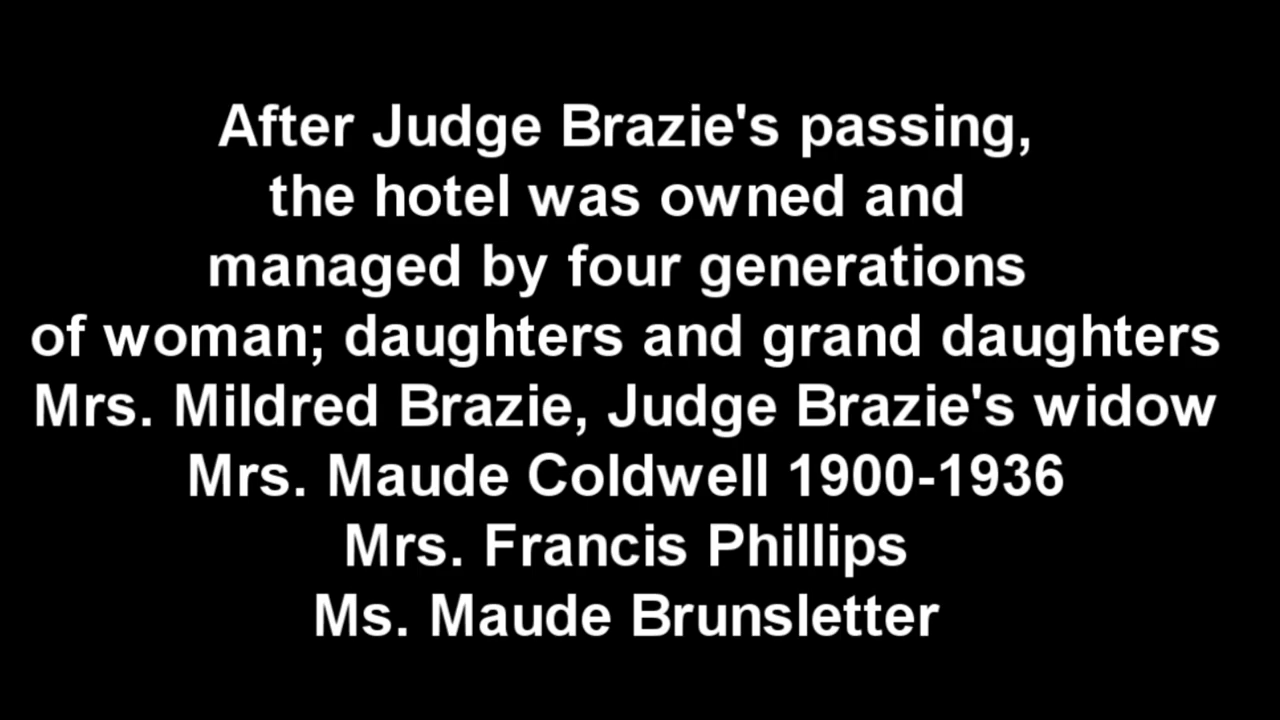 After Judge Brazie's passing,
the hotel was owned and
managed by four generations
of woman; daughters and grand daughters
Mrs. Mildred Brazie, Judge Brazie's widow
Mrs. Maude Coldwell 1900-1936
Mrs. Francis Phillips
Ms. Maude Brunsletter